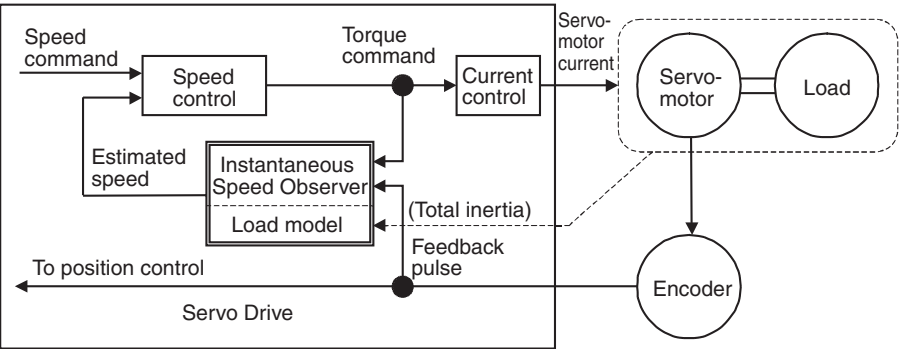 Speed
command
Speed
control
Torque
command
Current
control
Servo-
motor
current
Servo-
motor
Load
Estimated
speed
Instantaneous
Speed Observer
Load model
(Total inertia)
Feedback
pulse
To position control
Encoder
Servo Drive